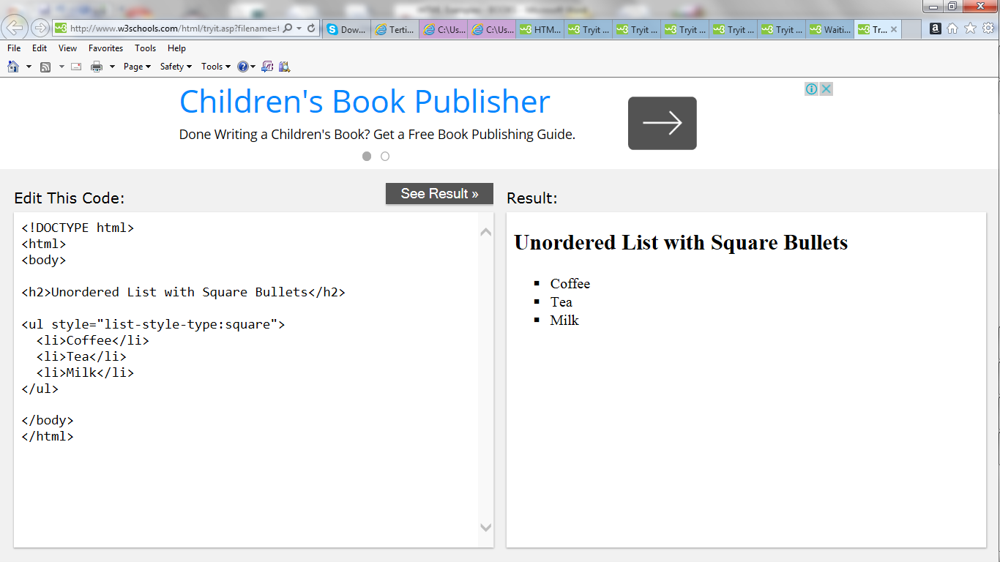 http://www.w3schools.com/html/tryit.asp?filename=t
Dow...
Terti...
C:\Us...
C:\Us...
HTM...
Tryit ...
Tryit ...
Tryit ...
Tryit ...
Tryit ...
Waiti...
Tr...
File Edit View Favorites Tools Help
Page Safety Tools
Children's Book Publisher
Done Writing a Children's Book? Get a Free Book Publishing Guide.
Edit This Code:
See Result »
<!DOCTYPE html>
<html>
<body>
<h2>Unordered List with Square Bullets</h2>
<ul style="list-style-type:square">
  <li>Coffee</li>
  <li>Tea</li>
  <li>Milk</li>
</ul>
</body>
</html>
Result:
Unordered List with Square Bullets
Coffee
Tea
Milk